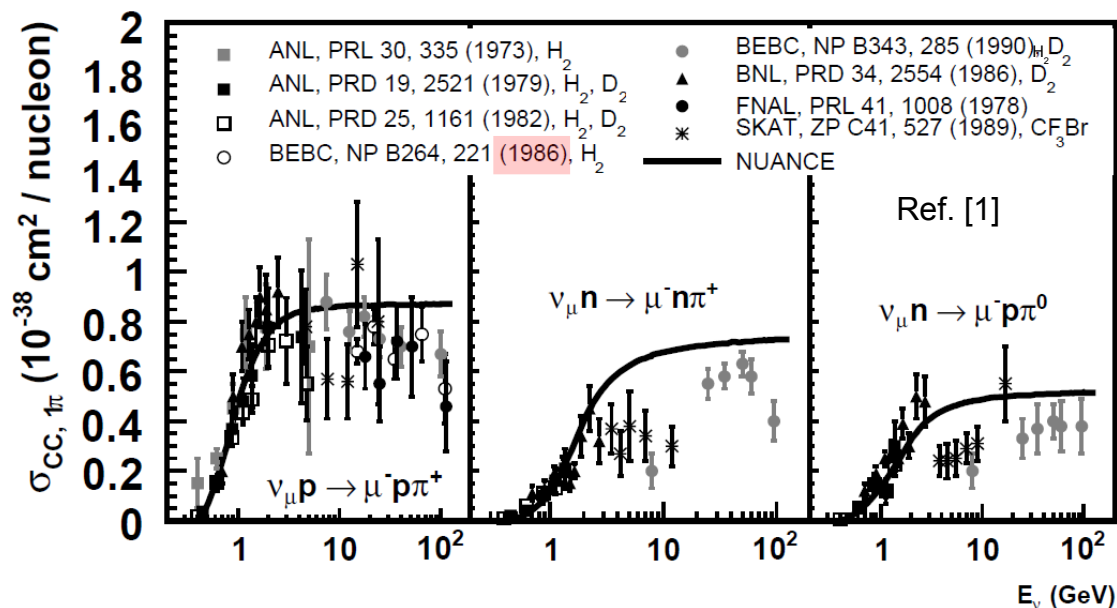 σCC, 1π (10⁻³⁸ cm² / nucleon)
2
1.8
1.6
1.4
1.2
1
0.8
0.6
0.4
0.2
0
ANL, PRL 30, 335 (1973), H₂
ANL, PRD 19, 2521 (1979), H₂, D₂
ANL, PRD 25, 1161 (1982), H₂, D₂
BEBC, NP B264, 221 (1986), H₂
BEBC, NP B343, 285 (1990), H₂, D₂
BNL, PRD 34, 2554 (1986), D₂
FNAL, PRL 41, 1008 (1978)
SKAT, ZP C41, 527 (1989), CF₃Br
NUANCE
Ref. [1]
νμp → μ⁻pπ⁺
νμn → μ⁻nπ⁺
νμn → μ⁻pπ⁰
1 10 10² 1 10 10² 1 10 10²
Eν (GeV)